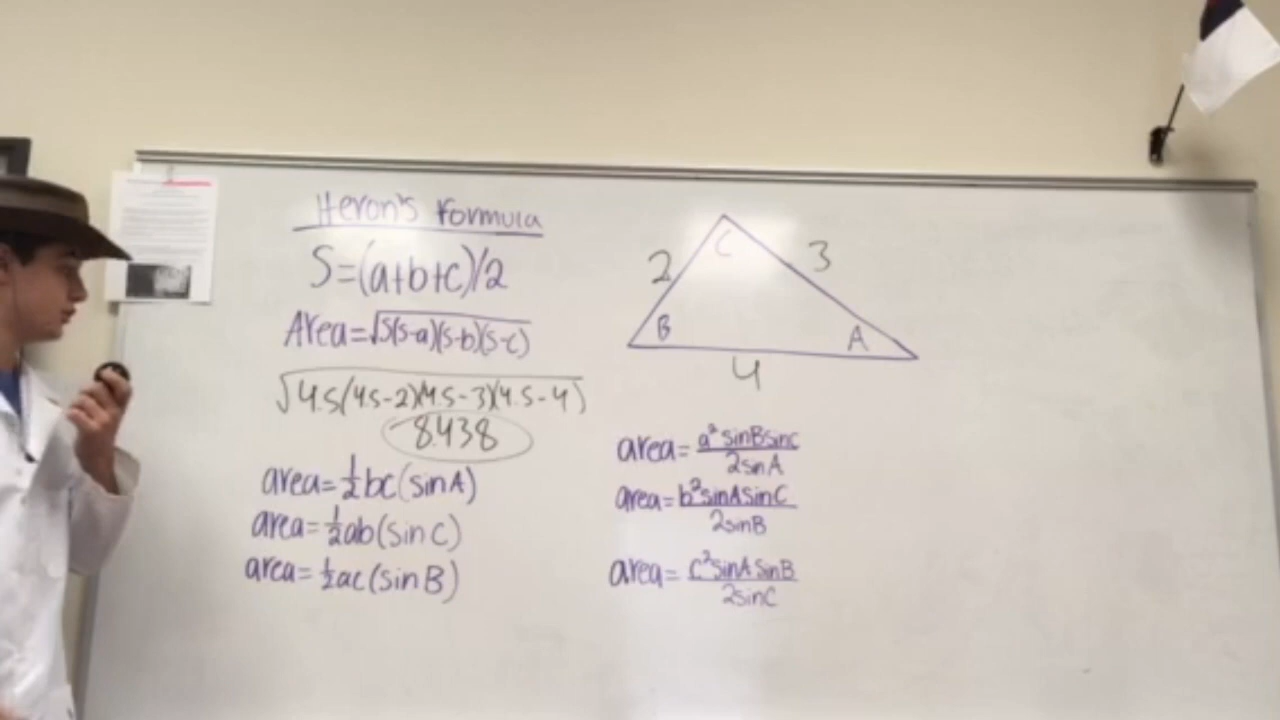 Heron's Formula
S=(a+b+c)/2
Area=√S(s-a)(s-b)(s-c)
√4.5(4.5-2)(4.5-3)(4.5-4)
8.438
area=½bc(sinA)
area=½ab(sinC)
area=½ac(sinB)
C
2
3
B
A
4
area=a²sinBsinC/2sinA
area=b²sinAsinC/2sinB
area=c²sinAsinB/2sinC